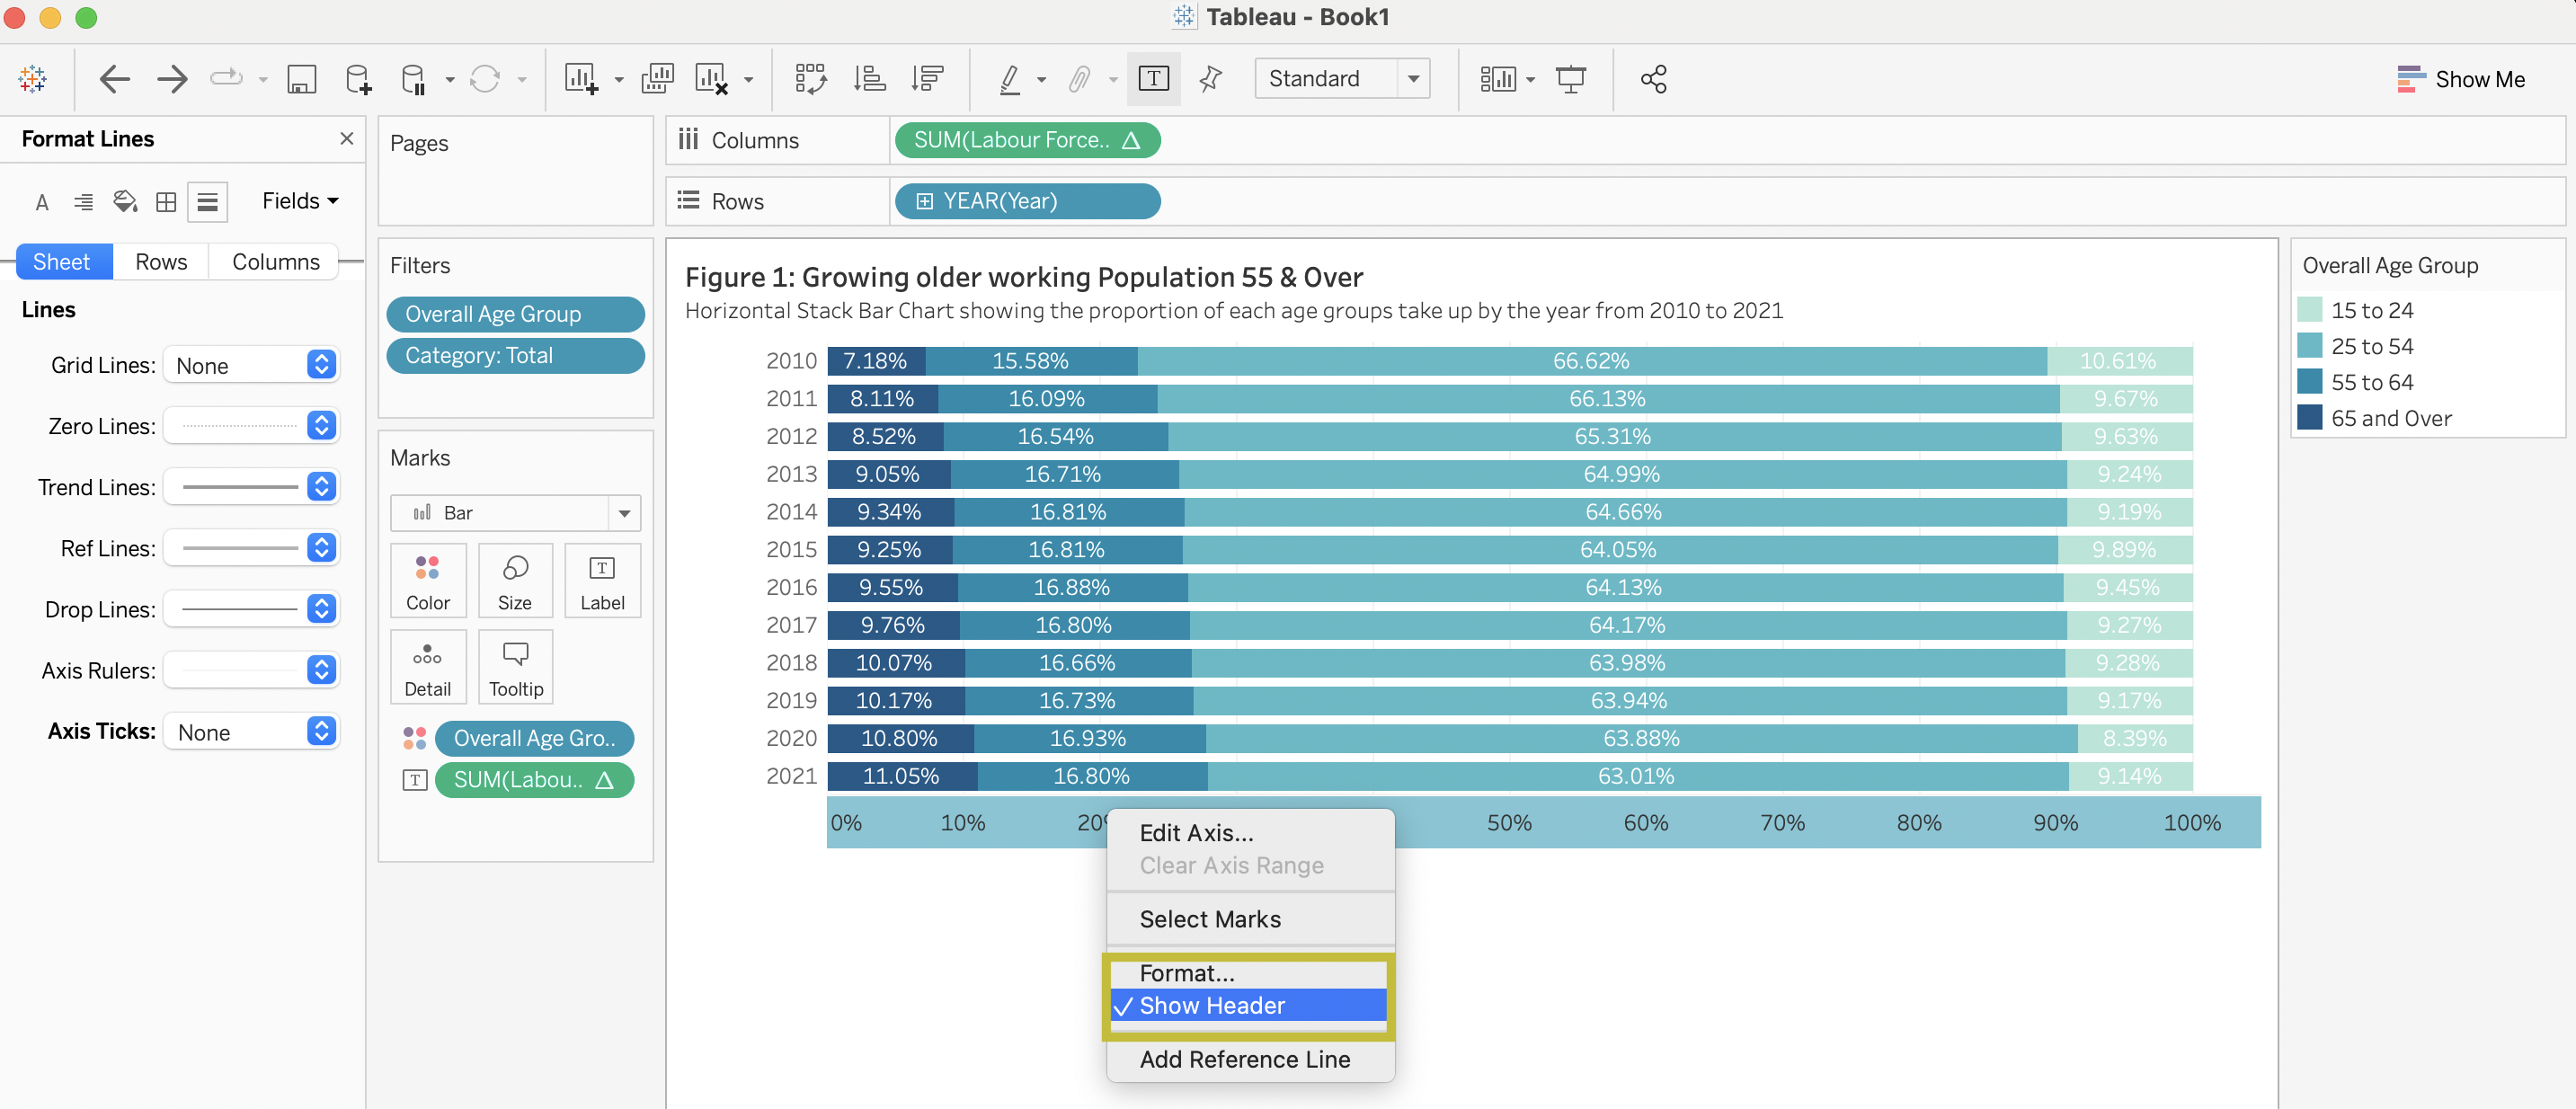 Tableau - Book1
Standard
Show Me
Format Lines
Fields
Sheet Rows Columns
Lines
Grid Lines: None
Zero Lines:
Trend Lines:
Ref Lines:
Drop Lines:
Axis Rulers:
Axis Ticks: None
Pages
Filters
Overall Age Group
Category: Total
Marks
Bar
Color Size Label
Detail Tooltip
Overall Age Gro..
SUM(Labou.. △
Columns SUM(Labour Force.. △
Rows YEAR(Year)
Figure 1: Growing older working Population 55 & Over
Horizontal Stack Bar Chart showing the proportion of each age groups take up by the year from 2010 to 2021
2010 7.18% 15.58% 66.62% 10.61%
2011 8.11% 16.09% 66.13% 9.67%
2012 8.52% 16.54% 65.31% 9.63%
2013 9.05% 16.71% 64.99% 9.24%
2014 9.34% 16.81% 64.66% 9.19%
2015 9.25% 16.81% 64.05% 9.89%
2016 9.55% 16.88% 64.13% 9.45%
2017 9.76% 16.80% 64.17% 9.27%
2018 10.07% 16.66% 63.98% 9.28%
2019 10.17% 16.73% 63.94% 9.17%
2020 10.80% 16.93% 63.88% 8.39%
2021 11.05% 16.80% 63.01% 9.14%
0% 10% 20% 50% 60% 70% 80% 90% 100%
Edit Axis...
Clear Axis Range
Select Marks
Format...
✓ Show Header
Add Reference Line
Overall Age Group
15 to 24
25 to 54
55 to 64
65 and Over